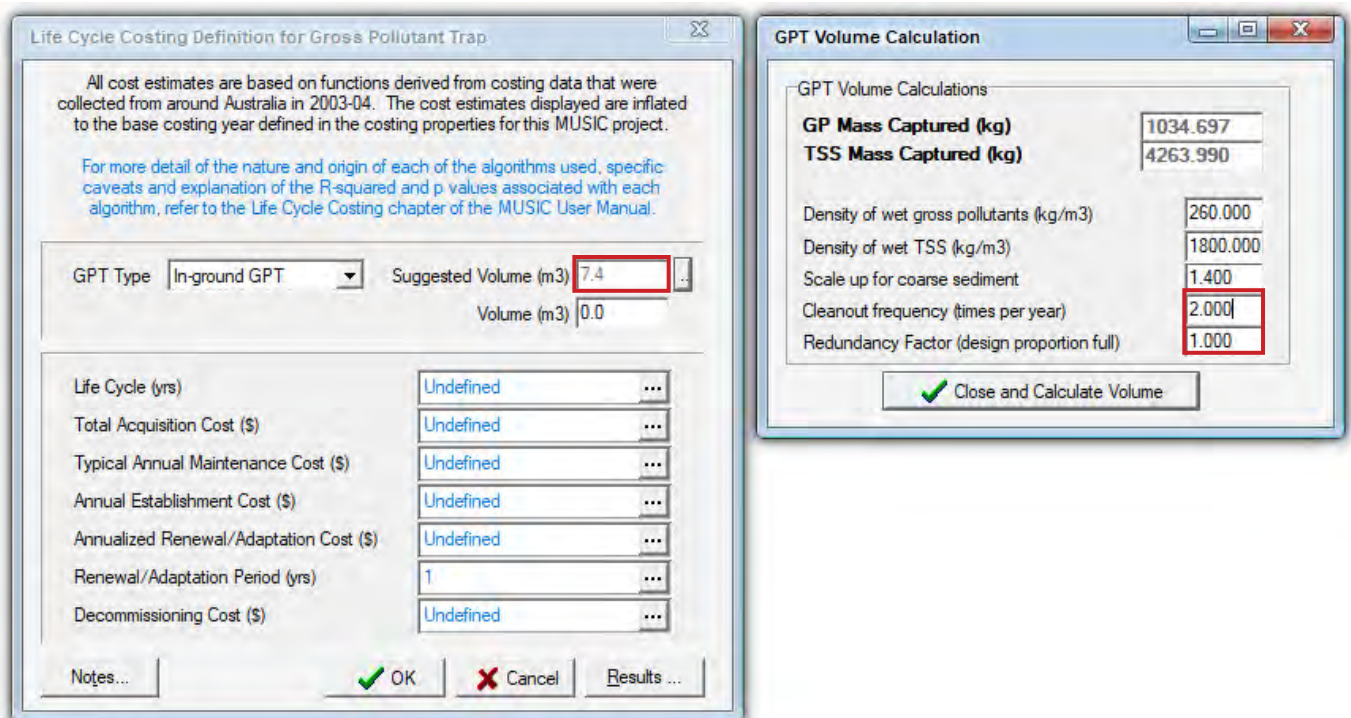 Life Cycle Costing Definition for Gross Pollutant Trap
All cost estimates are based on functions derived from costing data that were
collected from around Australia in 2003-04. The cost estimates displayed are inflated
to the base costing year defined in the costing properties for this MUSIC project.
For more detail of the nature and origin of each of the algorithms used, specific
caveats and explanation of the R-squared and p values associated with each
algorithm, refer to the Life Cycle Costing chapter of the MUSIC User Manual.
GPT Type In-ground GPT Suggested Volume (m3) 7.4 ..
Volume (m3) 0.0
Life Cycle (yrs) Undefined ...
Total Acquisition Cost ($) Undefined ...
Typical Annual Maintenance Cost ($) Undefined ...
Annual Establishment Cost ($) Undefined ...
Annualized Renewal/Adaptation Cost ($) Undefined ...
Renewal/Adaptation Period (yrs) 1 ...
Decommissioning Cost ($) Undefined ...
Notes... OK Cancel Results ...
GPT Volume Calculation
GPT Volume Calculations
GP Mass Captured (kg) 1034.697
TSS Mass Captured (kg) 4263.990
Density of wet gross pollutants (kg/m3) 260.000
Density of wet TSS (kg/m3) 1800.000
Scale up for coarse sediment 1.400
Cleanout frequency (times per year) 2.000
Redundancy Factor (design proportion full) 1.000
Close and Calculate Volume